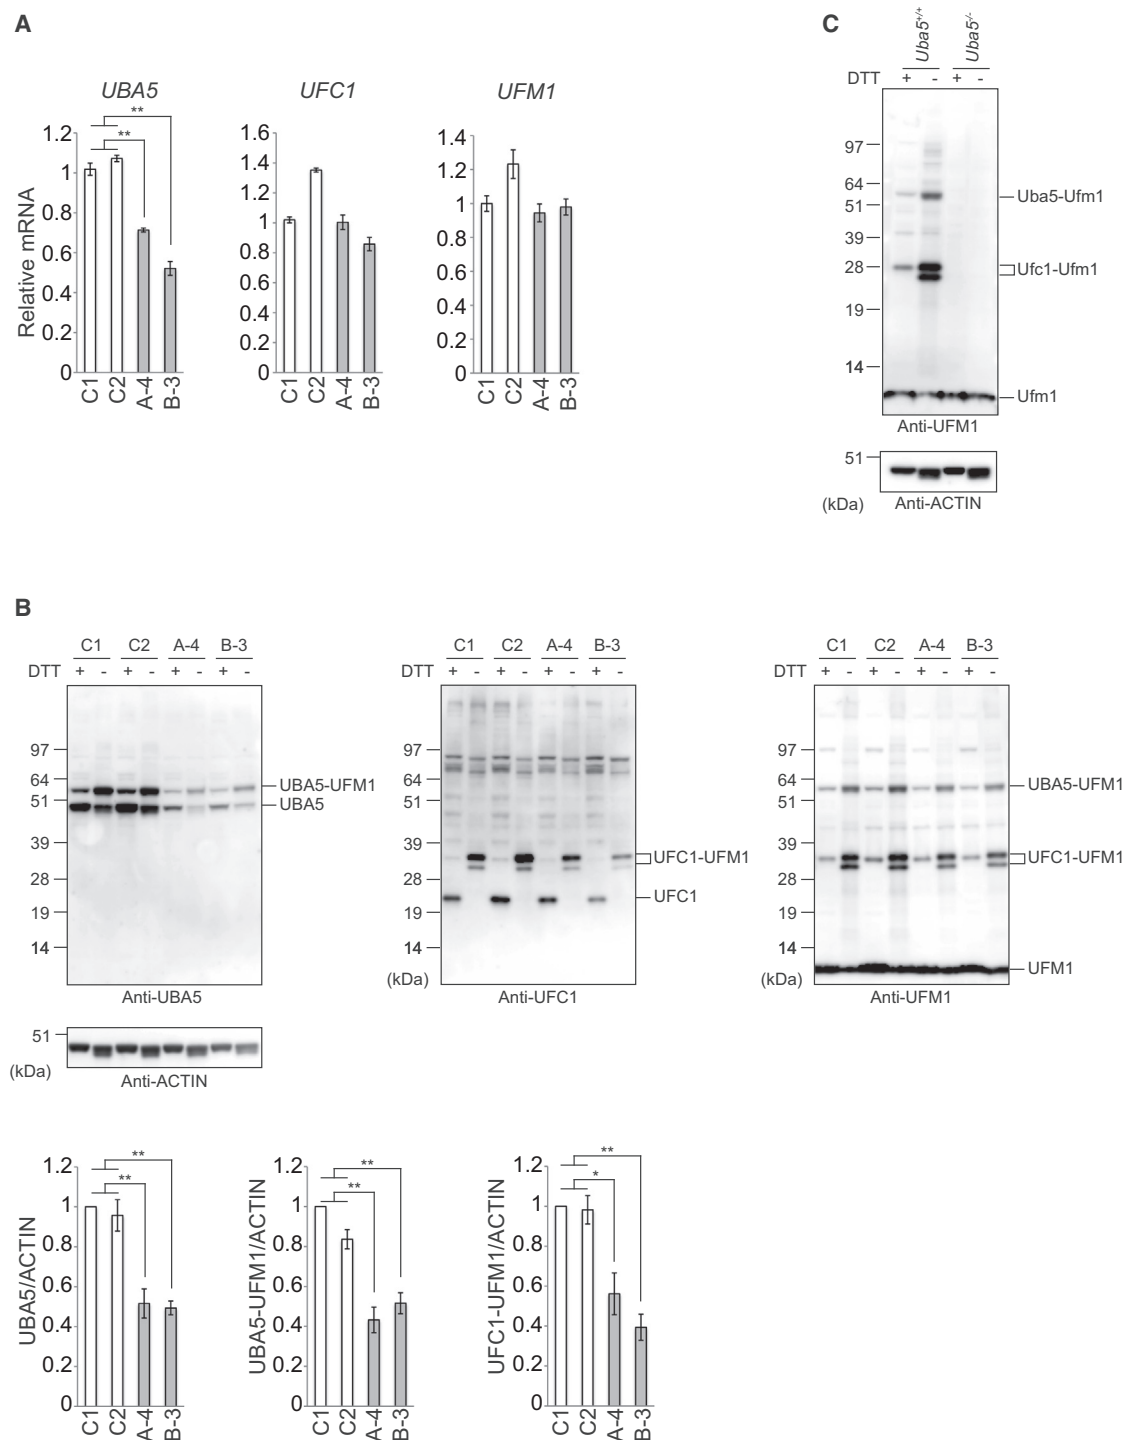 A
UBA5
UFC1
UFM1
Relative mRNA
**
**
1.2
1
0.8
0.6
0.4
0.2
0
C1
C2
A-4
B-3
1.6
1.4
1.2
1
0.8
0.6
0.4
0.2
0
C1
C2
A-4
B-3
1.4
1.2
1
0.8
0.6
0.4
0.2
0
C1
C2
A-4
B-3
C
Uba5+/+
Uba5-/-
DTT + - + -
97
64
51
39
28
19
14
Uba5-Ufm1
Ufc1-Ufm1
Ufm1
Anti-UFM1
51
(kDa)
Anti-ACTIN
B
C1 C2 A-4 B-3
DTT + - + - + - + -
97
64
51
39
28
19
14
UBA5-UFM1
UBA5
Anti-UBA5
51
(kDa)
Anti-ACTIN
C1 C2 A-4 B-3
DTT + - + - + - + -
97
64
51
39
28
19
14
(kDa)
UFC1-UFM1
UFC1
Anti-UFC1
C1 C2 A-4 B-3
DTT + - + - + - + -
97
64
51
39
28
19
14
(kDa)
UBA5-UFM1
UFC1-UFM1
UFM1
Anti-UFM1
UBA5/ACTIN
**
**
1.2
1
0.8
0.6
0.4
0.2
0
C1
C2
A-4
B-3
UBA5-UFM1/ACTIN
**
**
1.2
1
0.8
0.6
0.4
0.2
0
C1
C2
A-4
B-3
UFC1-UFM1/ACTIN
**
*
1.2
1
0.8
0.6
0.4
0.2
0
C1
C2
A-4
B-3